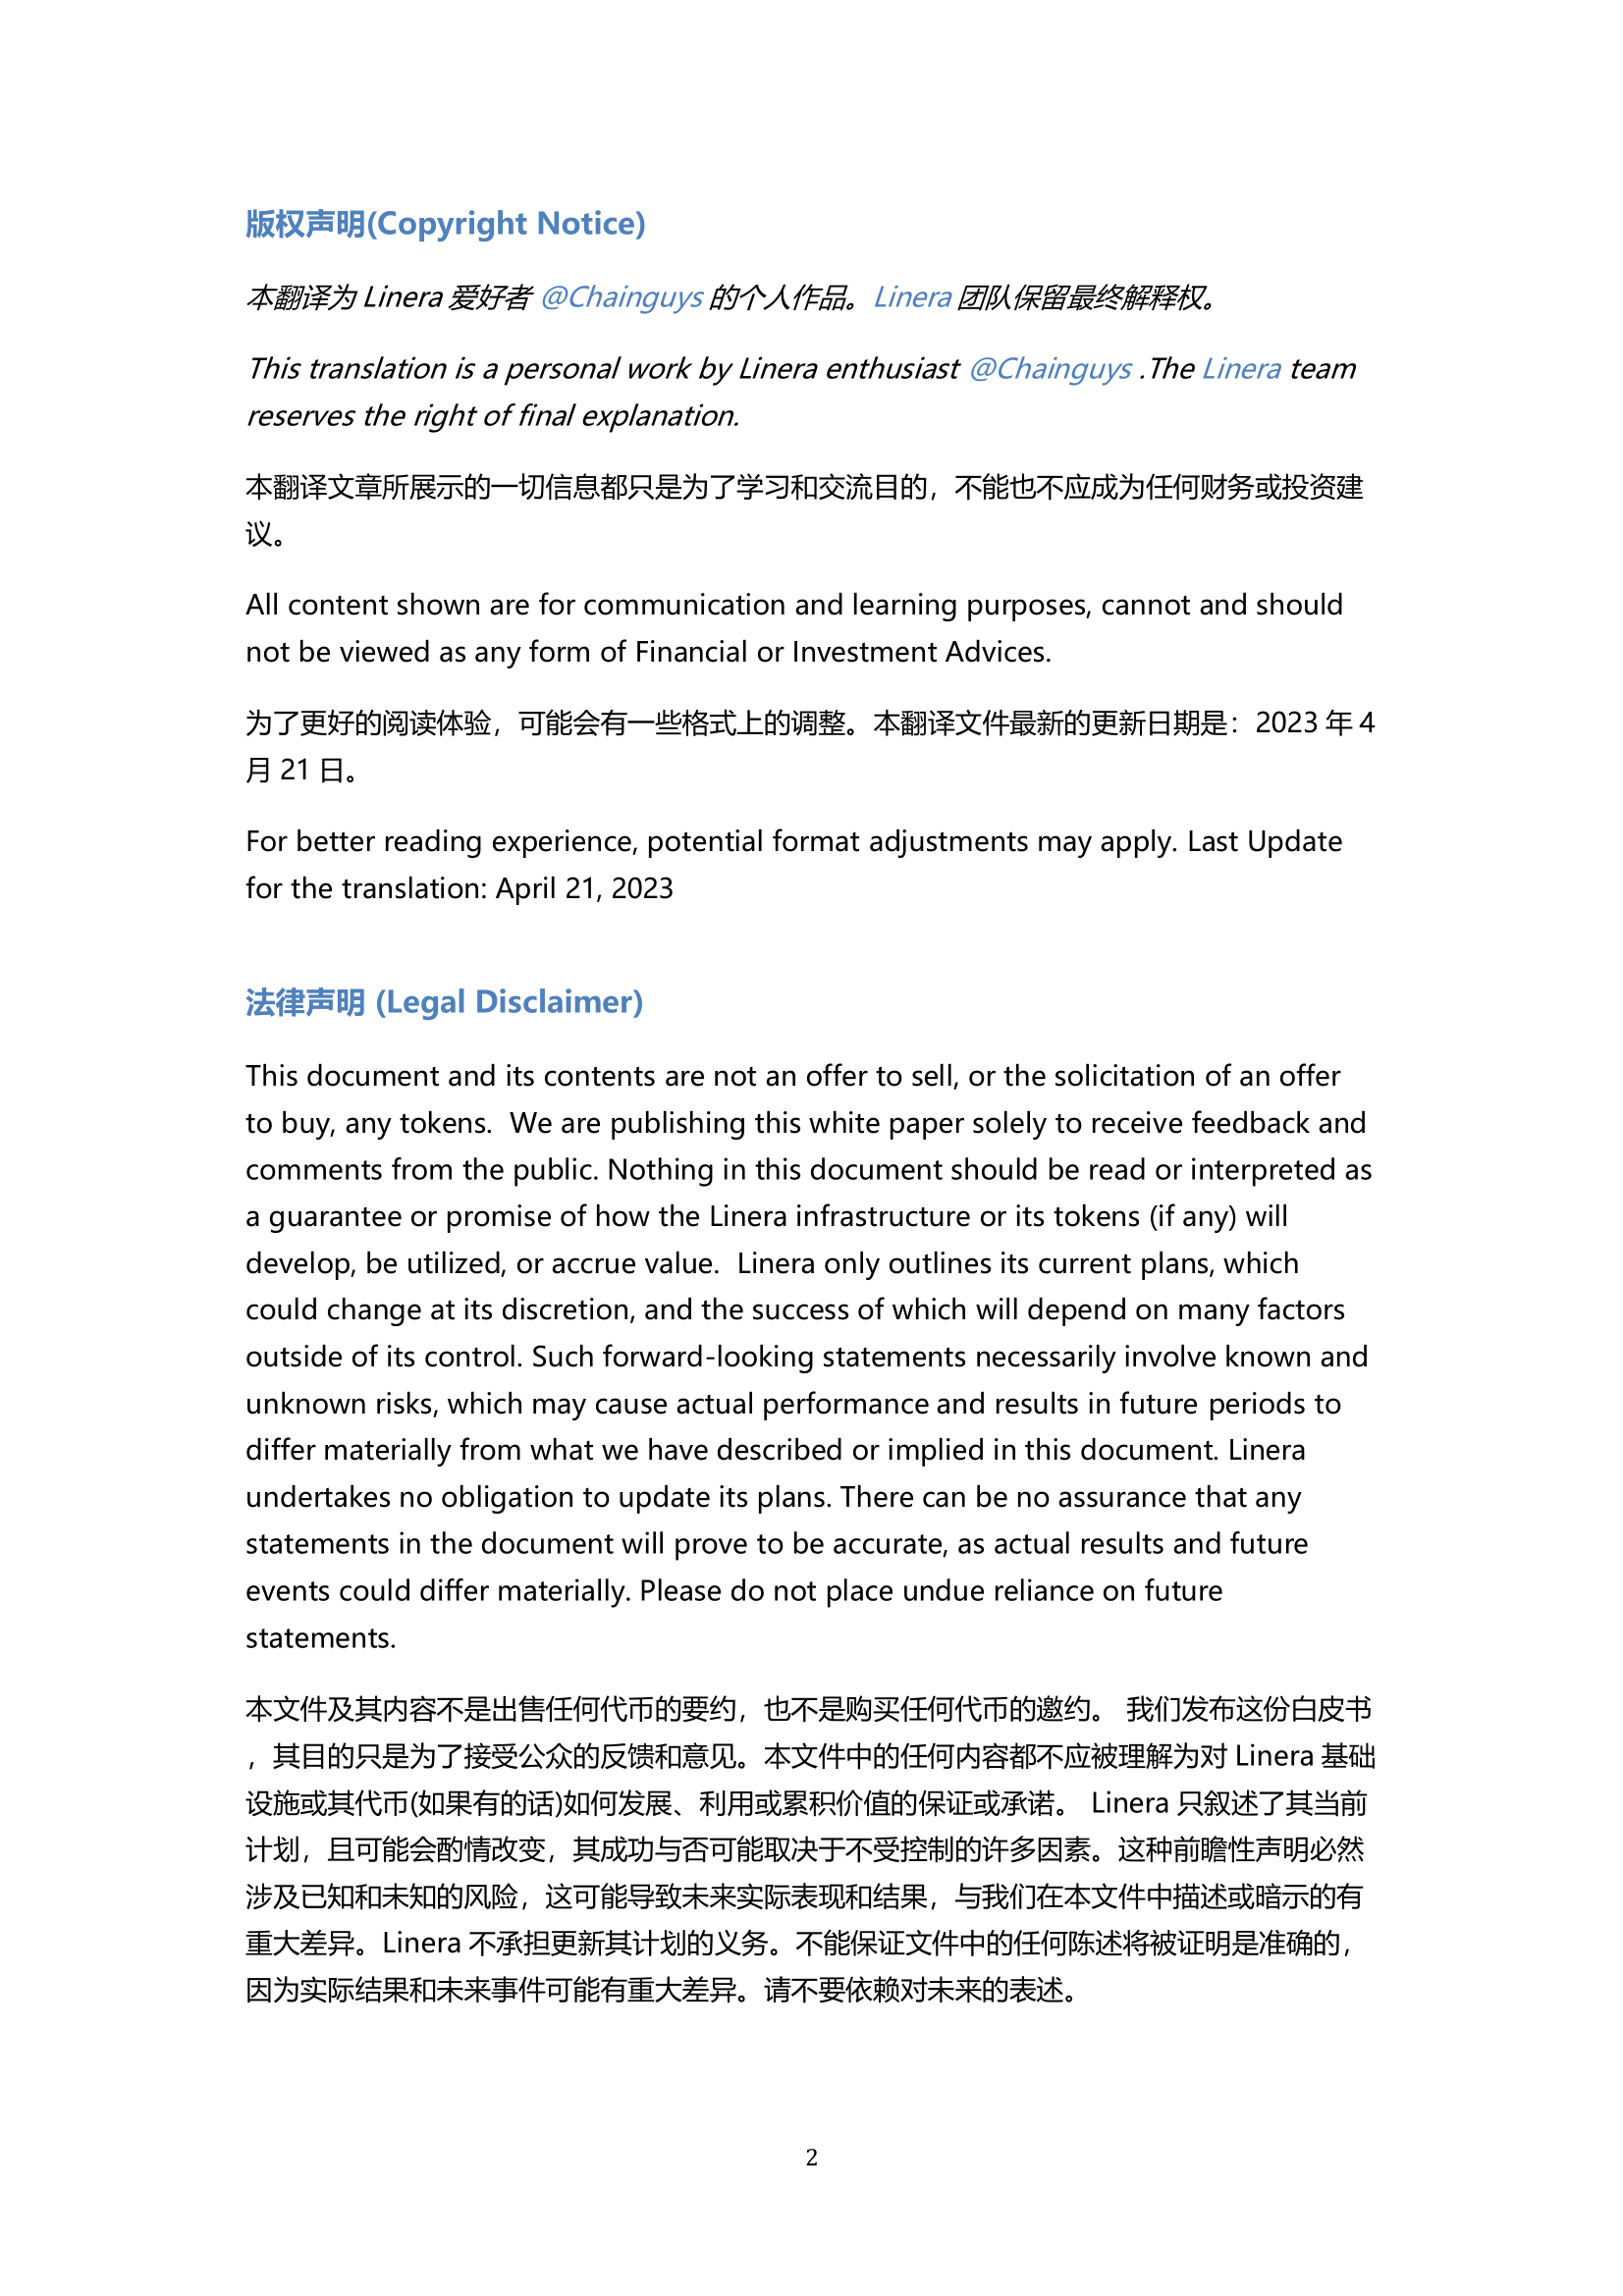 版权声明(Copyright Notice)
本翻译为 Linera 爱好者 @Chainguys 的个人作品。Linera 团队保留最终解释权。
This translation is a personal work by Linera enthusiast @Chainguys .The Linera team
reserves the right of final explanation.
本翻译文章所展示的一切信息都只是为了学习和交流目的，不能也不应成为任何财务或投资建
议。
All content shown are for communication and learning purposes, cannot and should
not be viewed as any form of Financial or Investment Advices.
为了更好的阅读体验，可能会有一些格式上的调整。本翻译文件最新的更新日期是：2023 年 4
月 21 日。
For better reading experience, potential format adjustments may apply. Last Update
for the translation: April 21, 2023
法律声明 (Legal Disclaimer)
This document and its contents are not an offer to sell, or the solicitation of an offer
to buy, any tokens.  We are publishing this white paper solely to receive feedback and
comments from the public. Nothing in this document should be read or interpreted as
a guarantee or promise of how the Linera infrastructure or its tokens (if any) will
develop, be utilized, or accrue value.  Linera only outlines its current plans, which
could change at its discretion, and the success of which will depend on many factors
outside of its control. Such forward-looking statements necessarily involve known and
unknown risks, which may cause actual performance and results in future periods to
differ materially from what we have described or implied in this document. Linera
undertakes no obligation to update its plans. There can be no assurance that any
statements in the document will prove to be accurate, as actual results and future
events could differ materially. Please do not place undue reliance on future
statements.
本文件及其内容不是出售任何代币的要约，也不是购买任何代币的邀约。 我们发布这份白皮书
，其目的只是为了接受公众的反馈和意见。本文件中的任何内容都不应被理解为对 Linera 基础
设施或其代币(如果有的话)如何发展、利用或累积价值的保证或承诺。 Linera 只叙述了其当前
计划，且可能会酌情改变，其成功与否可能取决于不受控制的许多因素。这种前瞻性声明必然
涉及已知和未知的风险，这可能导致未来实际表现和结果，与我们在本文件中描述或暗示的有
重大差异。Linera 不承担更新其计划的义务。不能保证文件中的任何陈述将被证明是准确的，
因为实际结果和未来事件可能有重大差异。请不要依赖对未来的表述。
2